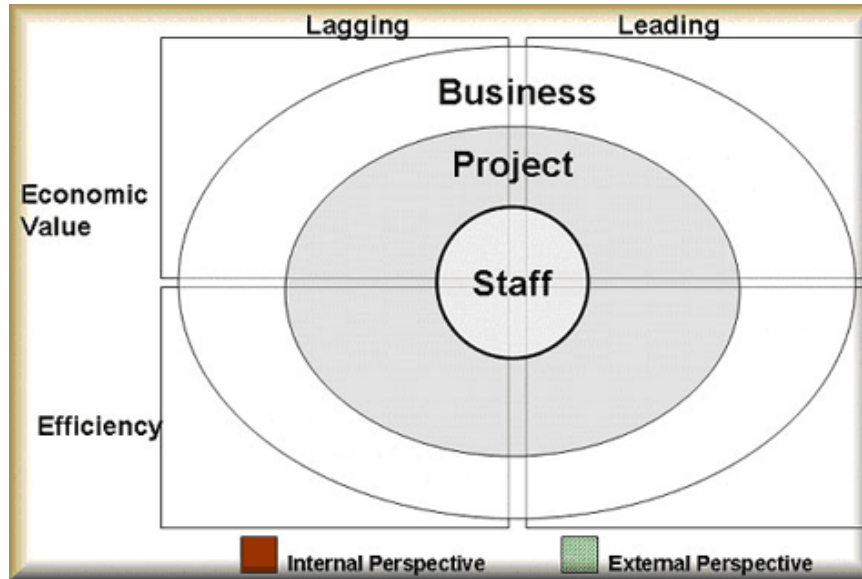 Lagging
Leading
Business
Project
Economic
Value
Staff
Efficiency
Internal Perspective
External Perspective